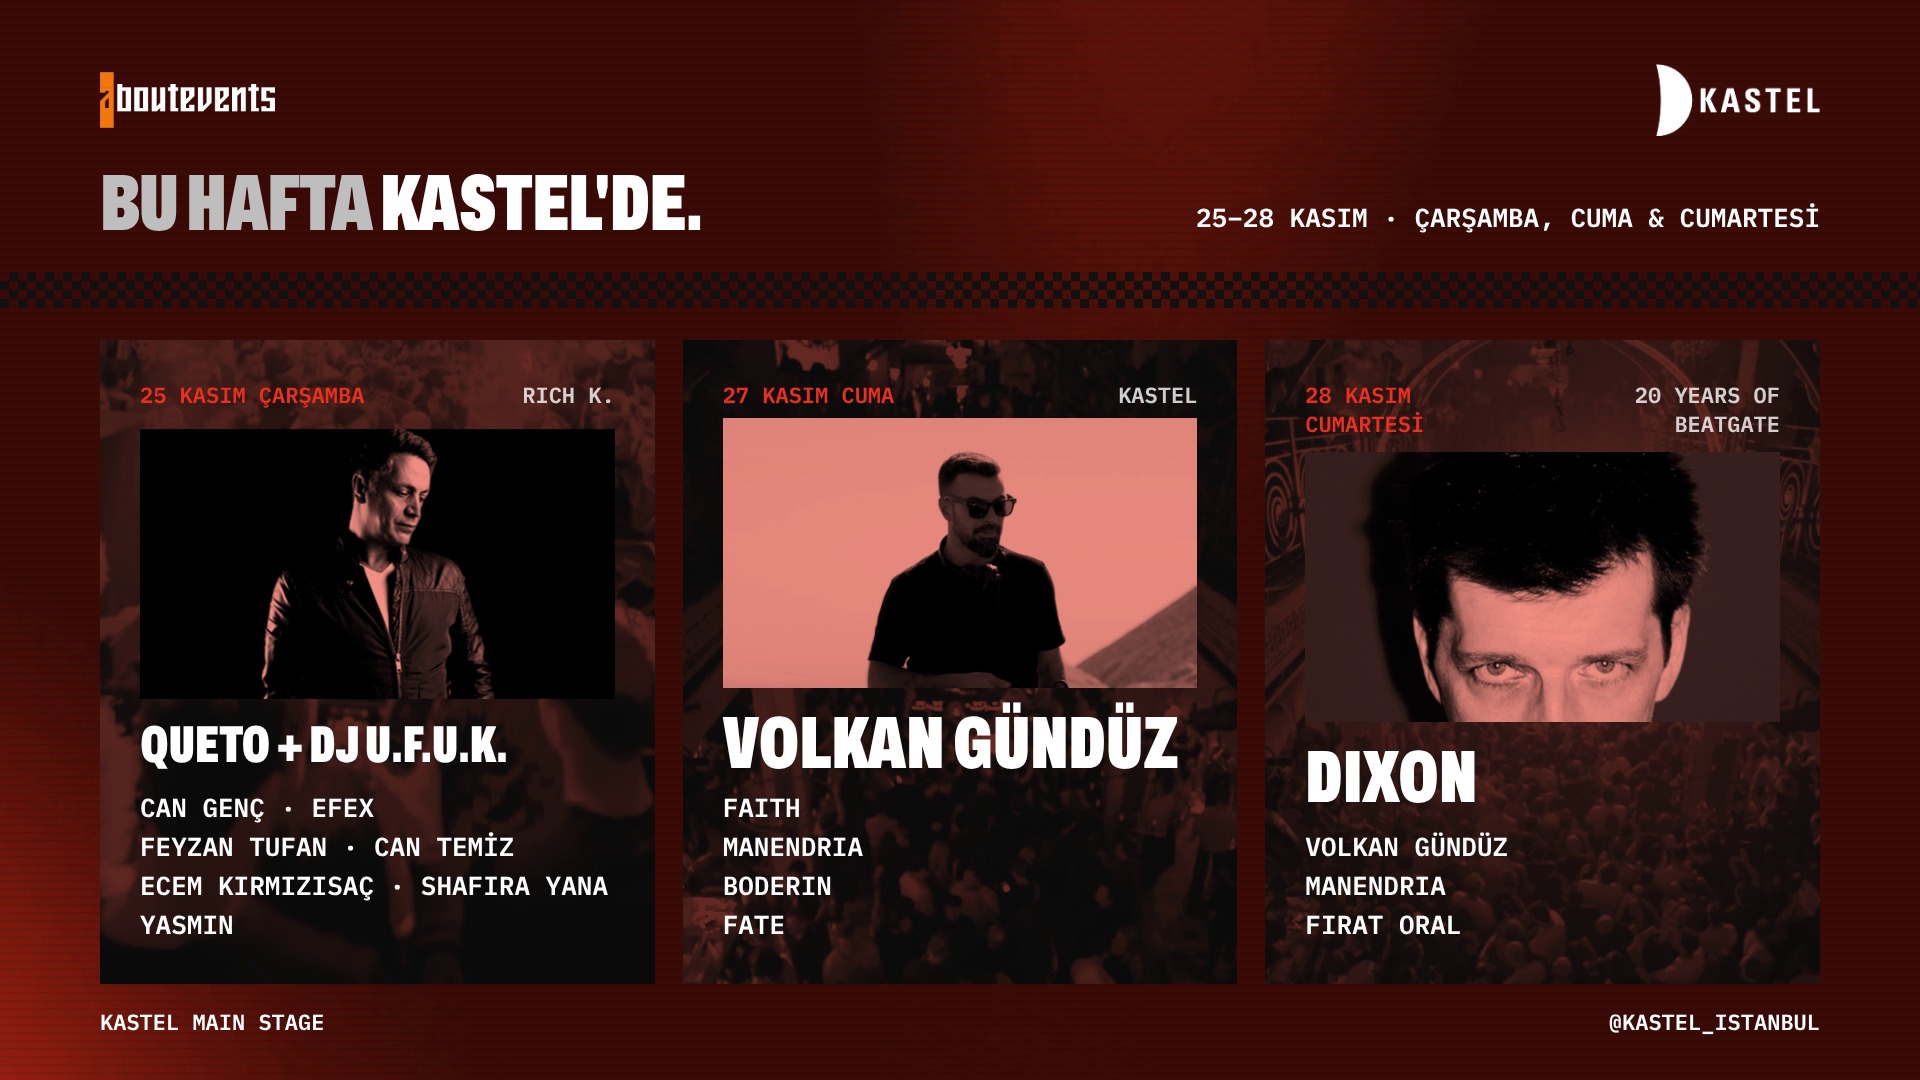 aboutevents
KASTEL
BU HAFTA KASTEL'DE.
25–28 KASIM · ÇARŞAMBA, CUMA & CUMARTESİ
25 KASIM ÇARŞAMBA
RICH K.
QUETO + DJ U.F.U.K.
CAN GENÇ · EFEX
FEYZAN TUFAN · CAN TEMİZ
ECEM KIRMIZISAÇ · SHAFIRA YANA
YASMIN
27 KASIM CUMA
KASTEL
VOLKAN GÜNDÜZ
FAITH
MANENDRIA
BODERIN
FATE
28 KASIM
CUMARTESİ
20 YEARS OF
BEATGATE
DIXON
VOLKAN GÜNDÜZ
MANENDRIA
FIRAT ORAL
KASTEL MAIN STAGE
@KASTEL_ISTANBUL